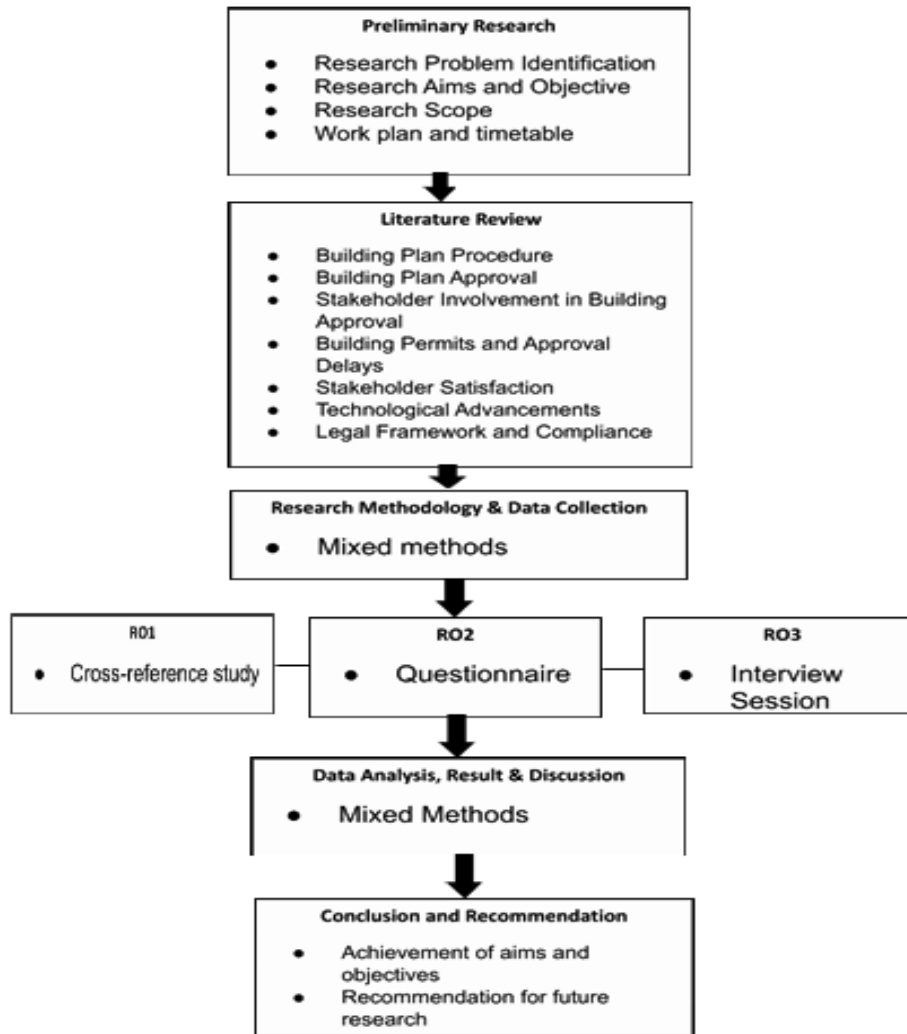 Preliminary Research
● Research Problem Identification
● Research Aims and Objective
● Research Scope
● Work plan and timetable
Literature Review
● Building Plan Procedure
● Building Plan Approval
● Stakeholder Involvement in Building
Approval
● Building Permits and Approval
Delays
● Stakeholder Satisfaction
● Technological Advancements
● Legal Framework and Compliance
Research Methodology & Data Collection
● Mixed methods
RO1
● Cross-reference study
RO2
● Questionnaire
RO3
● Interview
Session
Data Analysis, Result & Discussion
● Mixed Methods
Conclusion and Recommendation
● Achievement of aims and
objectives
● Recommendation for future
research